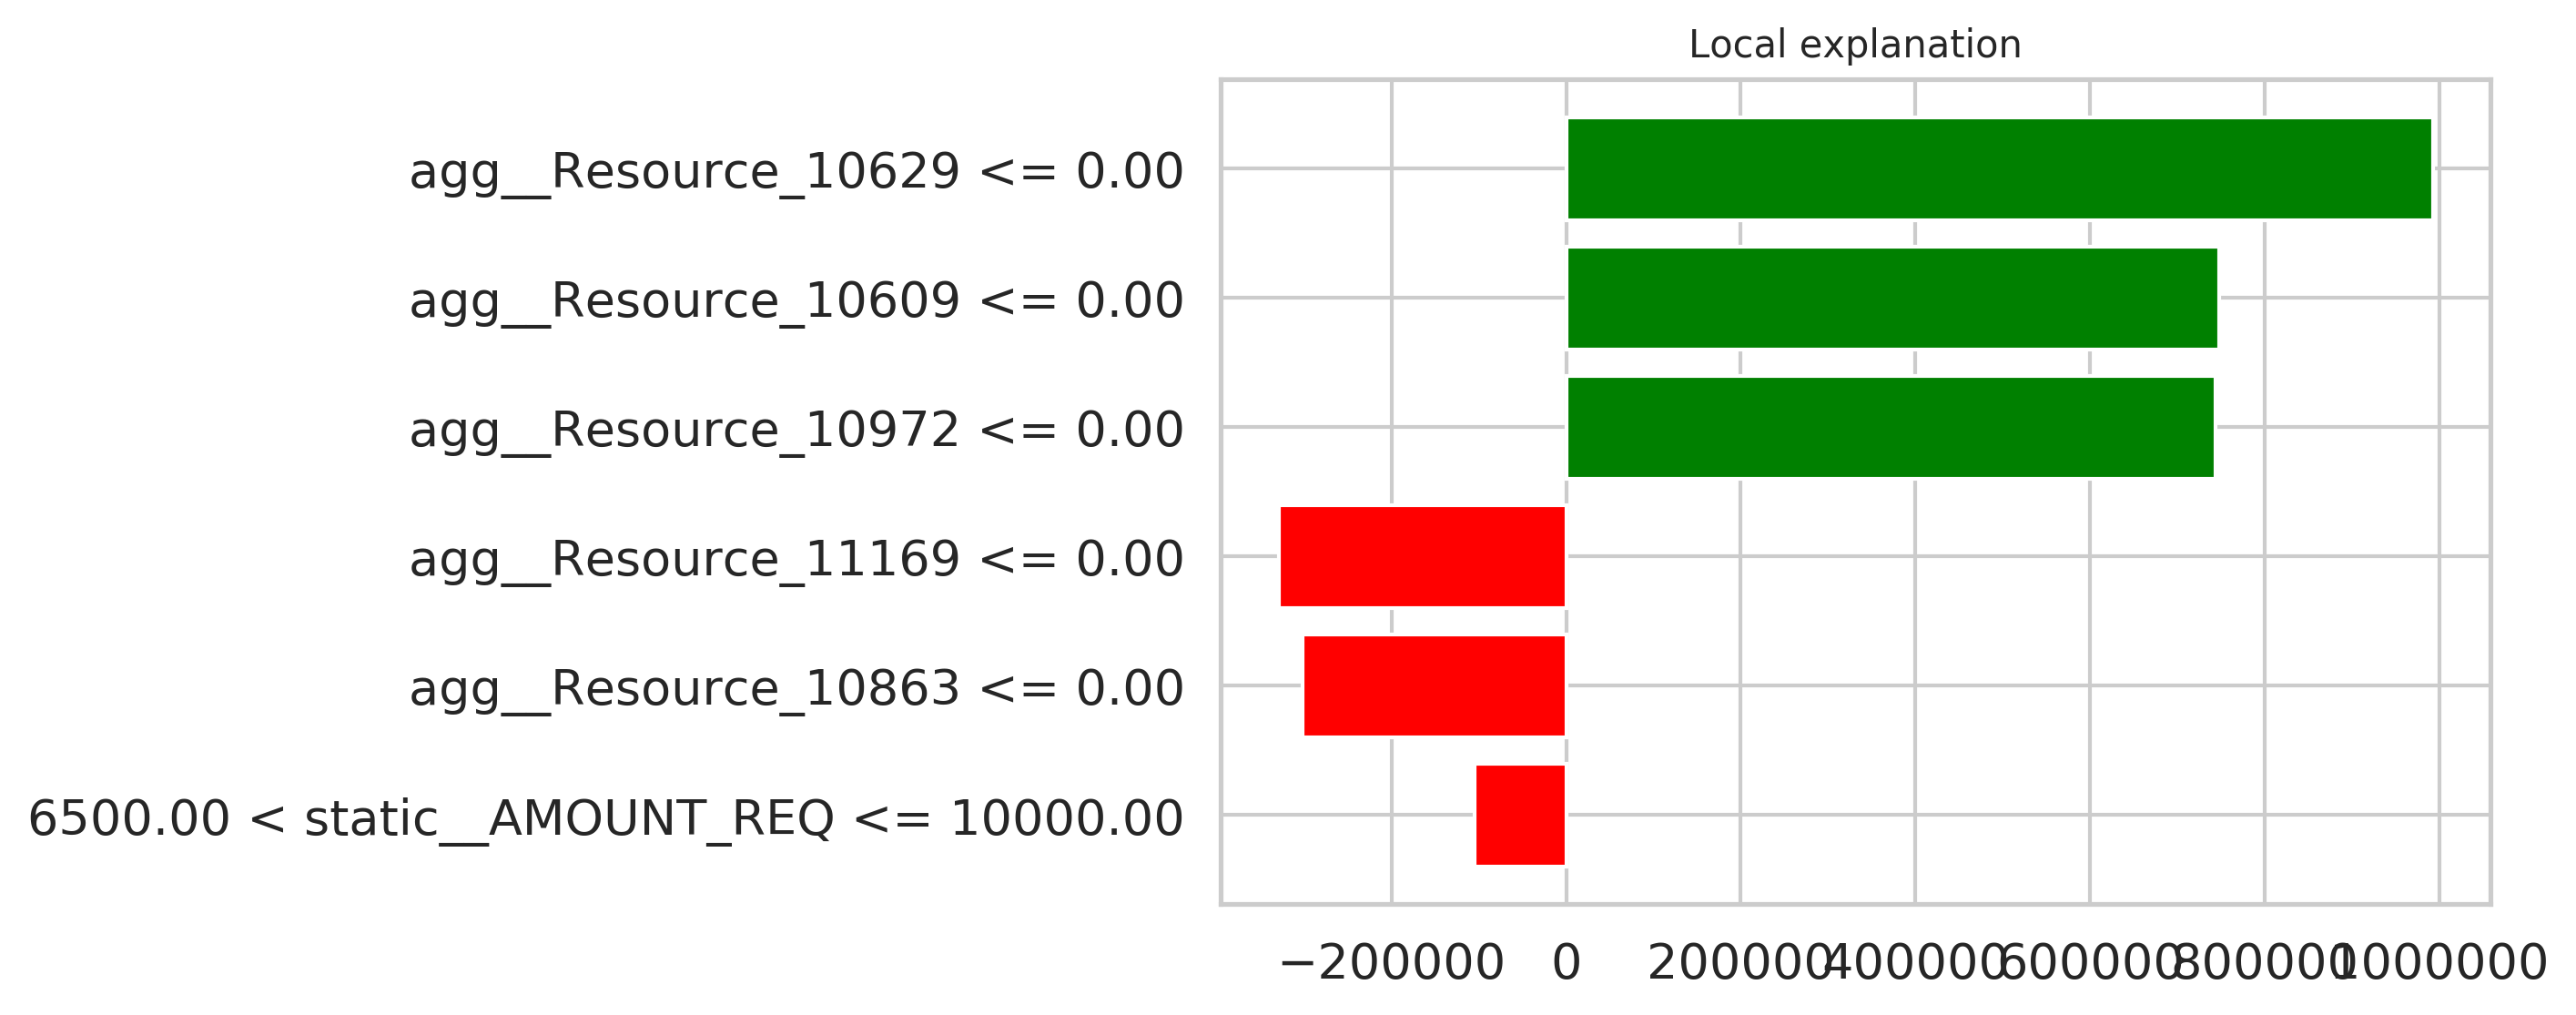 Local explanation
agg__Resource_10629 <= 0.00
agg__Resource_10609 <= 0.00
agg__Resource_10972 <= 0.00
agg__Resource_11169 <= 0.00
agg__Resource_10863 <= 0.00
6500.00 < static__AMOUNT_REQ <= 10000.00
−200000 0 200000 400000 600000 800000 1000000